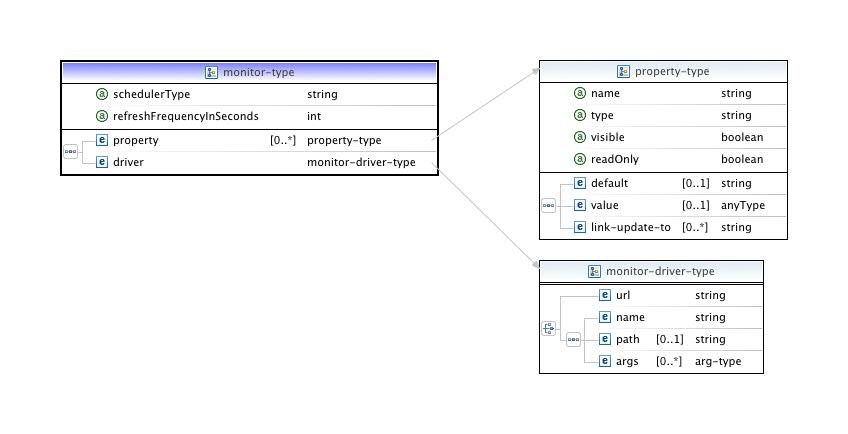 monitor-type
a schedulerType string
a refreshFrequencyInSeconds int
e property [0..*] property-type
e driver monitor-driver-type
property-type
a name string
a type string
a visible boolean
a readOnly boolean
e default [0..1] string
e value [0..1] anyType
e link-update-to [0..*] string
monitor-driver-type
e url string
e name string
e path [0..1] string
e args [0..*] arg-type